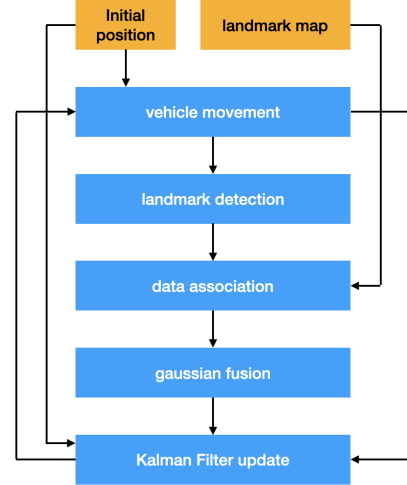 Initial
position
landmark map
vehicle movement
landmark detection
data association
gaussian fusion
Kalman Filter update